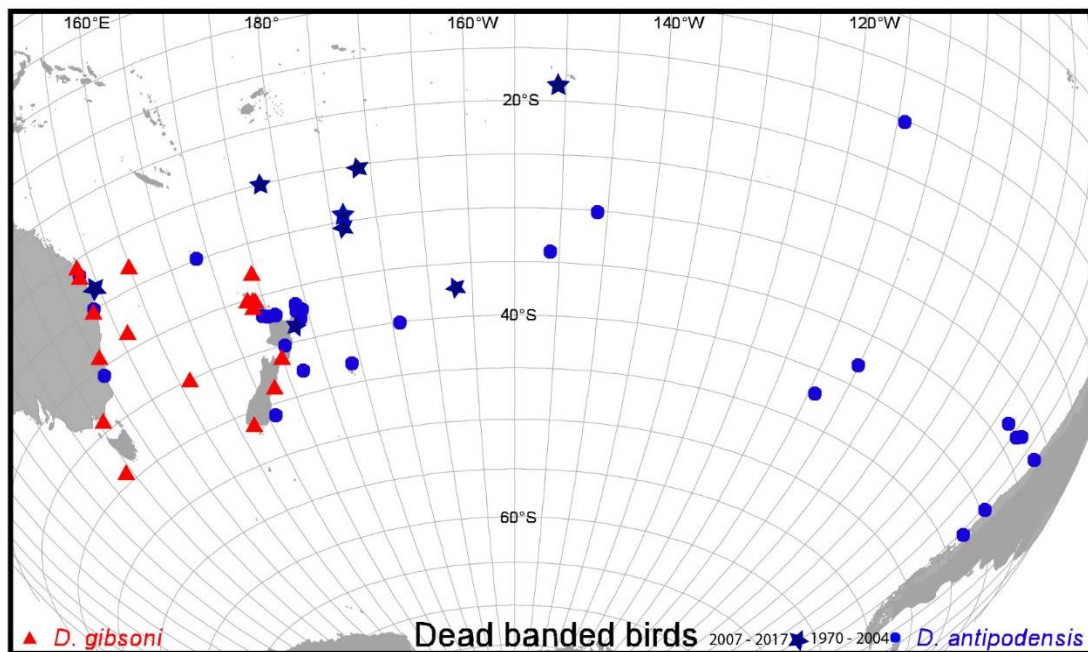 160°E 180° 160°W 140°W 120°W
20°S
40°S
60°S
D. gibsoni Dead banded birds 2007 - 2017 1970 - 2004 D. antipodensis